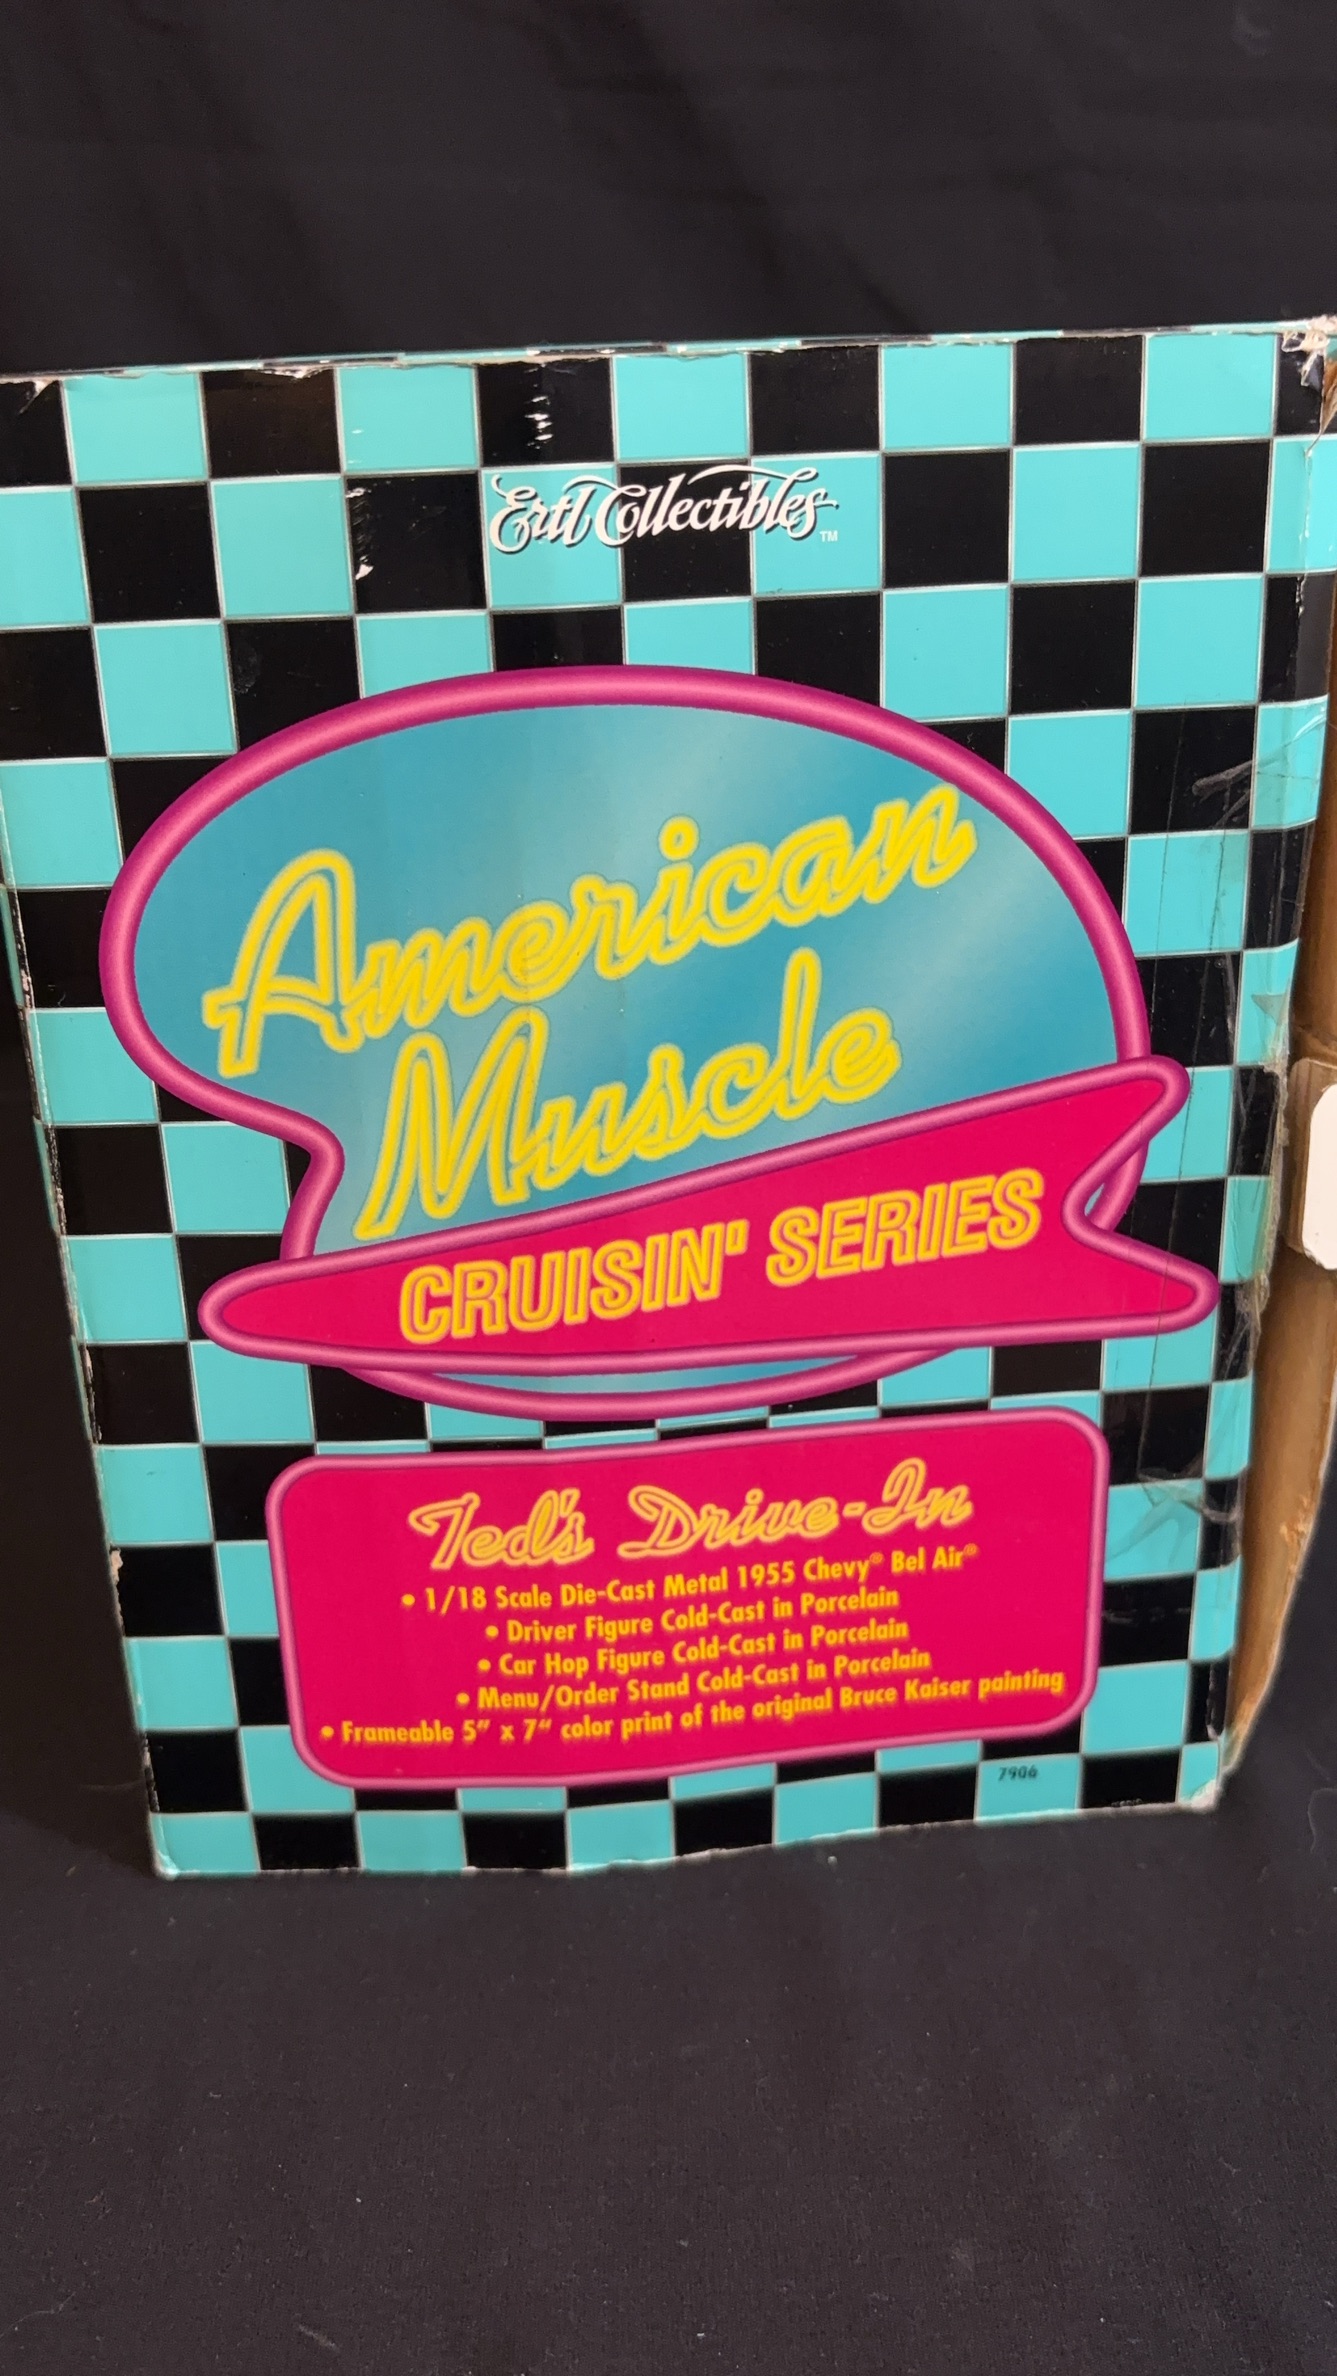 Ertl Collectibles™
American
Muscle
CRUISIN' SERIES
Ted's Drive-In
• 1/18 Scale Die-Cast Metal 1955 Chevy® Bel Air®
• Driver Figure Cold-Cast in Porcelain
• Car Hop Figure Cold-Cast in Porcelain
• Menu/Order Stand Cold-Cast in Porcelain
• Frameable 5" x 7" color print of the original Bruce Kaiser painting
7906